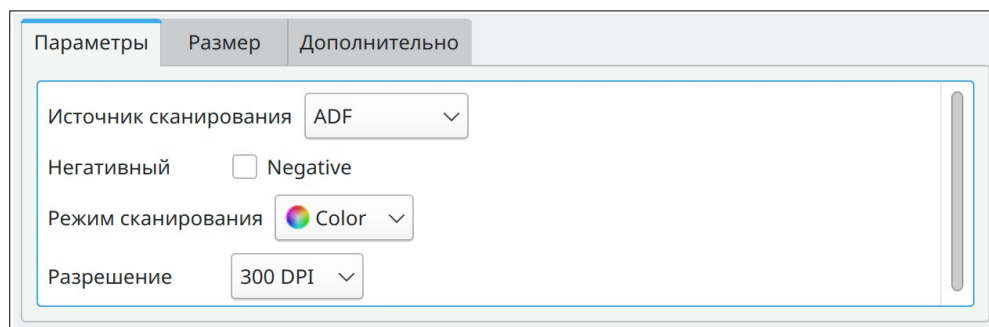 Параметры Размер Дополнительно
Источник сканирования ADF
Негативный Negative
Режим сканирования Color
Разрешение 300 DPI